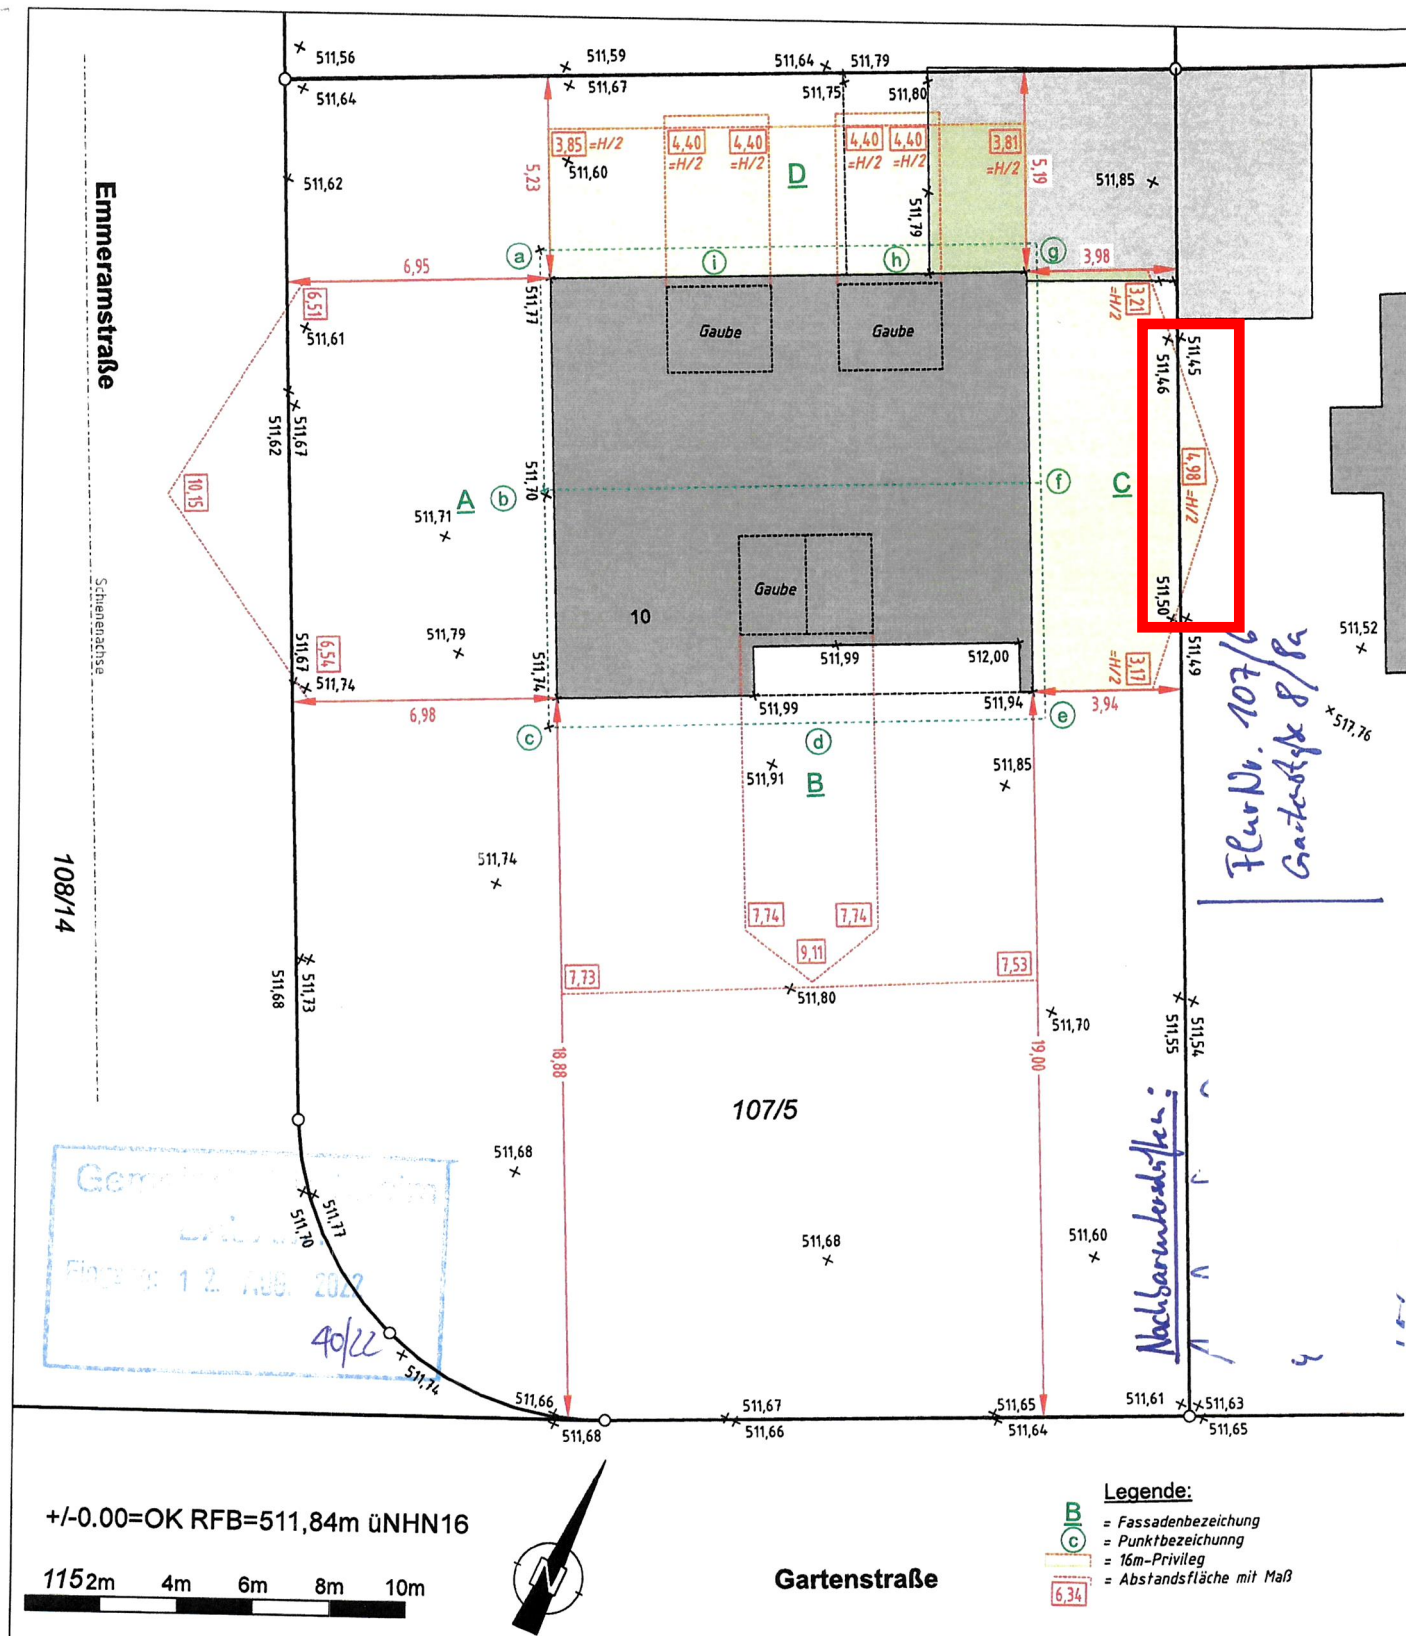 511,56
511,59
511,64
511,79
511,64
511,67
511,75
511,80
3,85 =H/2
4,40
=H/2
4,40
=H/2
4,40
=H/2
4,40
=H/2
3,81
=H/2
511,60
D
5,23
5,19
511,85
511,62
511,79
Emmeramstraße
a
i
h
g
6,95
3,98
6,51
511,77
3,21
=H/2
511,61
Gaube
Gaube
511,45
511,46
511,67
511,62
10,15
A
b
511,70
f
C
4,98
=H/2
511,71
Schienenachse
Gaube
10
511,50
511,52
511,79
511,67
6,54
511,74
511,74
511,99
512,00
3,17
=H/2
511,49
6,98
511,99
511,94
3,94
c
d
e
517,76
511,91
B
511,85
Flur Nr. 107/6
Gartenstraße 8/8a
108/14
511,74
7,74
7,74
9,11
7,73
7,53
511,68
511,73
511,80
511,70
511,55
511,54
18,88
19,00
107/5
Nachbarunterschriften:
511,68
511,70
511,77
511,68
511,60
12. AUG. 2022
40/22
511,74
511,66
511,68
511,67
511,66
511,65
511,64
511,61
511,63
511,65
+/-0.00=OK RFB=511,84m üNHN16
N
1152m 4m 6m 8m 10m
Gartenstraße
Legende:
B = Fassadenbezeichung
c = Punktbezeichunng
= 16m-Privileg
6,34 = Abstandsfläche mit Maß